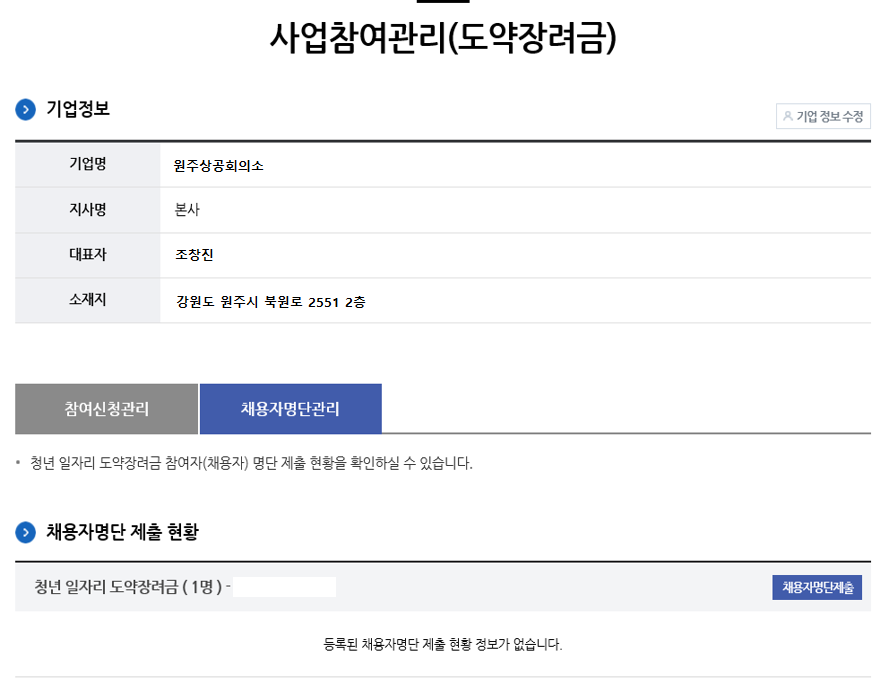 사업참여관리(도약장려금)
기업정보
기업 정보 수정
기업명 원주상공회의소
지사명 본사
대표자 조창진
소재지 강원도 원주시 북원로 2551 2층
참여신청관리 채용자명단관리
• 청년 일자리 도약장려금 참여자(채용자) 명단 제출 현황을 확인하실 수 있습니다.
채용자명단 제출 현황
청년 일자리 도약장려금 ( 1명 ) - 채용자명단제출
등록된 채용자명단 제출 현황 정보가 없습니다.